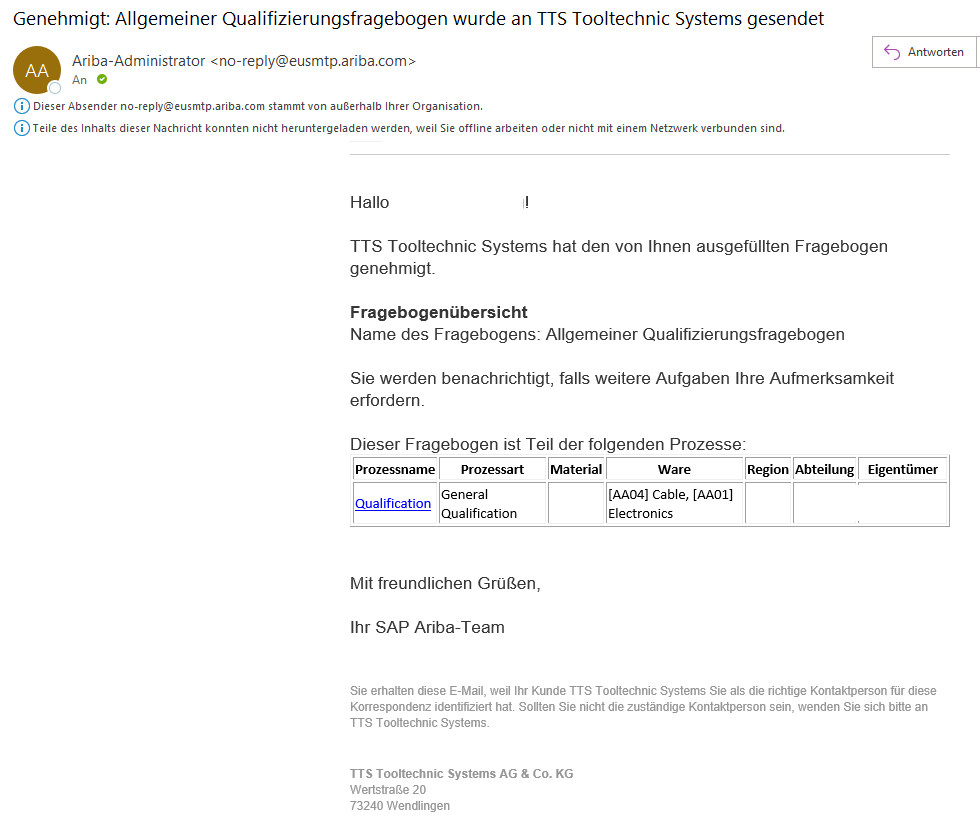 Genehmigt: Allgemeiner Qualifizierungsfragebogen wurde an TTS Tooltechnic Systems gesendet
AA
Ariba-Administrator <no-reply@eusmtp.ariba.com>
An
Antworten
Dieser Absender no-reply@eusmtp.ariba.com stammt von außerhalb Ihrer Organisation.
Teile des Inhalts dieser Nachricht konnten nicht heruntergeladen werden, weil Sie offline arbeiten oder nicht mit einem Netzwerk verbunden sind.
Hallo !
TTS Tooltechnic Systems hat den von Ihnen ausgefüllten Fragebogen
genehmigt.
Fragebogenübersicht
Name des Fragebogens: Allgemeiner Qualifizierungsfragebogen
Sie werden benachrichtigt, falls weitere Aufgaben Ihre Aufmerksamkeit
erfordern.
Dieser Fragebogen ist Teil der folgenden Prozesse:
Prozessname Prozessart Material Ware Region Abteilung Eigentümer
Qualification General Qualification [AA04] Cable, [AA01] Electronics
Mit freundlichen Grüßen,
Ihr SAP Ariba-Team
Sie erhalten diese E-Mail, weil Ihr Kunde TTS Tooltechnic Systems Sie als die richtige Kontaktperson für diese
Korrespondenz identifiziert hat. Sollten Sie nicht die zuständige Kontaktperson sein, wenden Sie sich bitte an
TTS Tooltechnic Systems.
TTS Tooltechnic Systems AG & Co. KG
Wertstraße 20
73240 Wendlingen